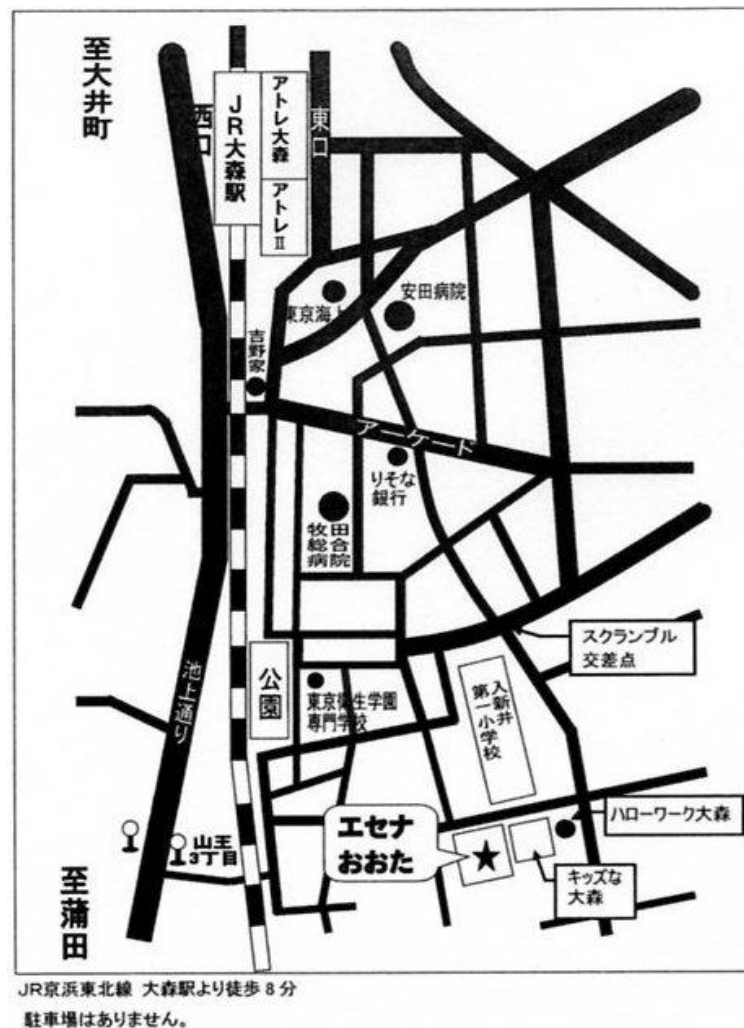 至大井町
西口
JR大森駅
アトレ大森
アトレⅡ
東口
東京海上
安田病院
吉野家
アーケード
りそな
銀行
牧田
総合
病院
スクランブル
交差点
池上通り
公園
東京衛生学園
専門学校
入新井
第一小学校
エセナ
おおた
ハローワーク大森
キッズな
大森
山王
3丁目
至蒲田
JR京浜東北線 大森駅より徒歩8分
駐車場はありません。